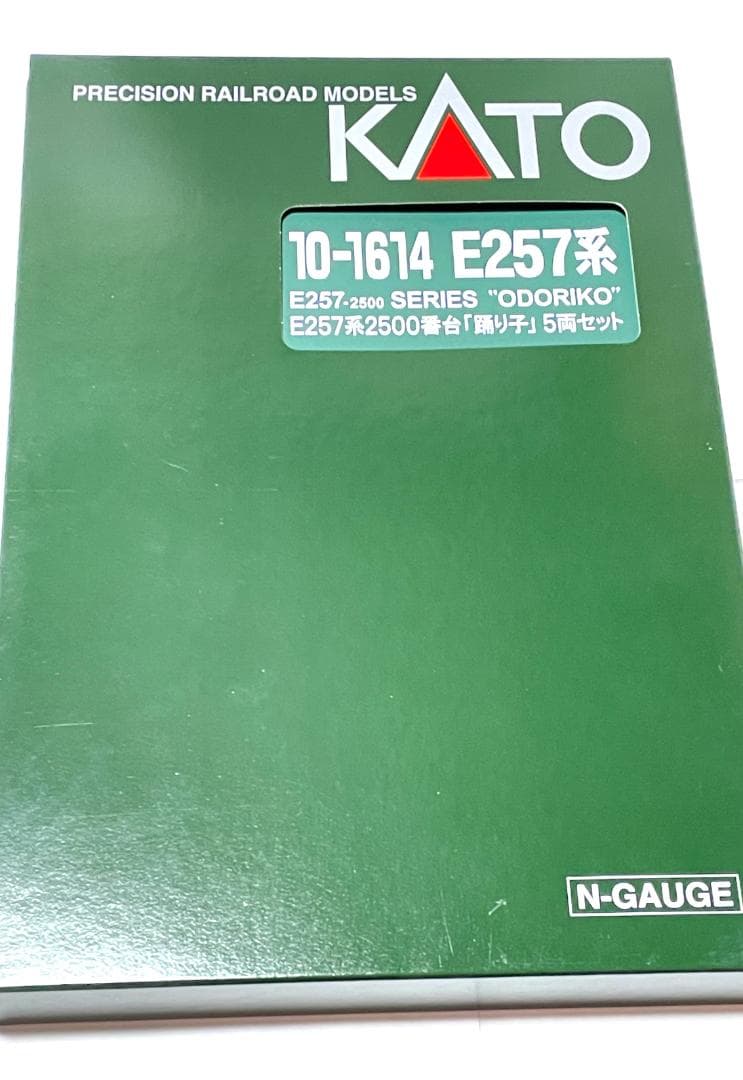 PRECISION RAILROAD MODELS
KATO
10-1614 E257系
E257-2500 SERIES "ODORIKO"
E257系2500番台「踊り子」5両セット
N-GAUGE